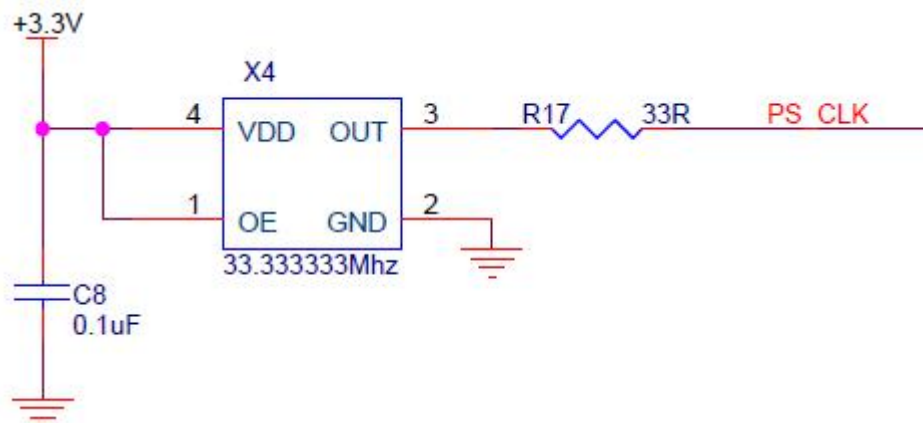 +3.3V
X4
4 VDD OUT 3 R17 33R PS_CLK
1 OE GND 2
33.333333Mhz
C8
0.1uF